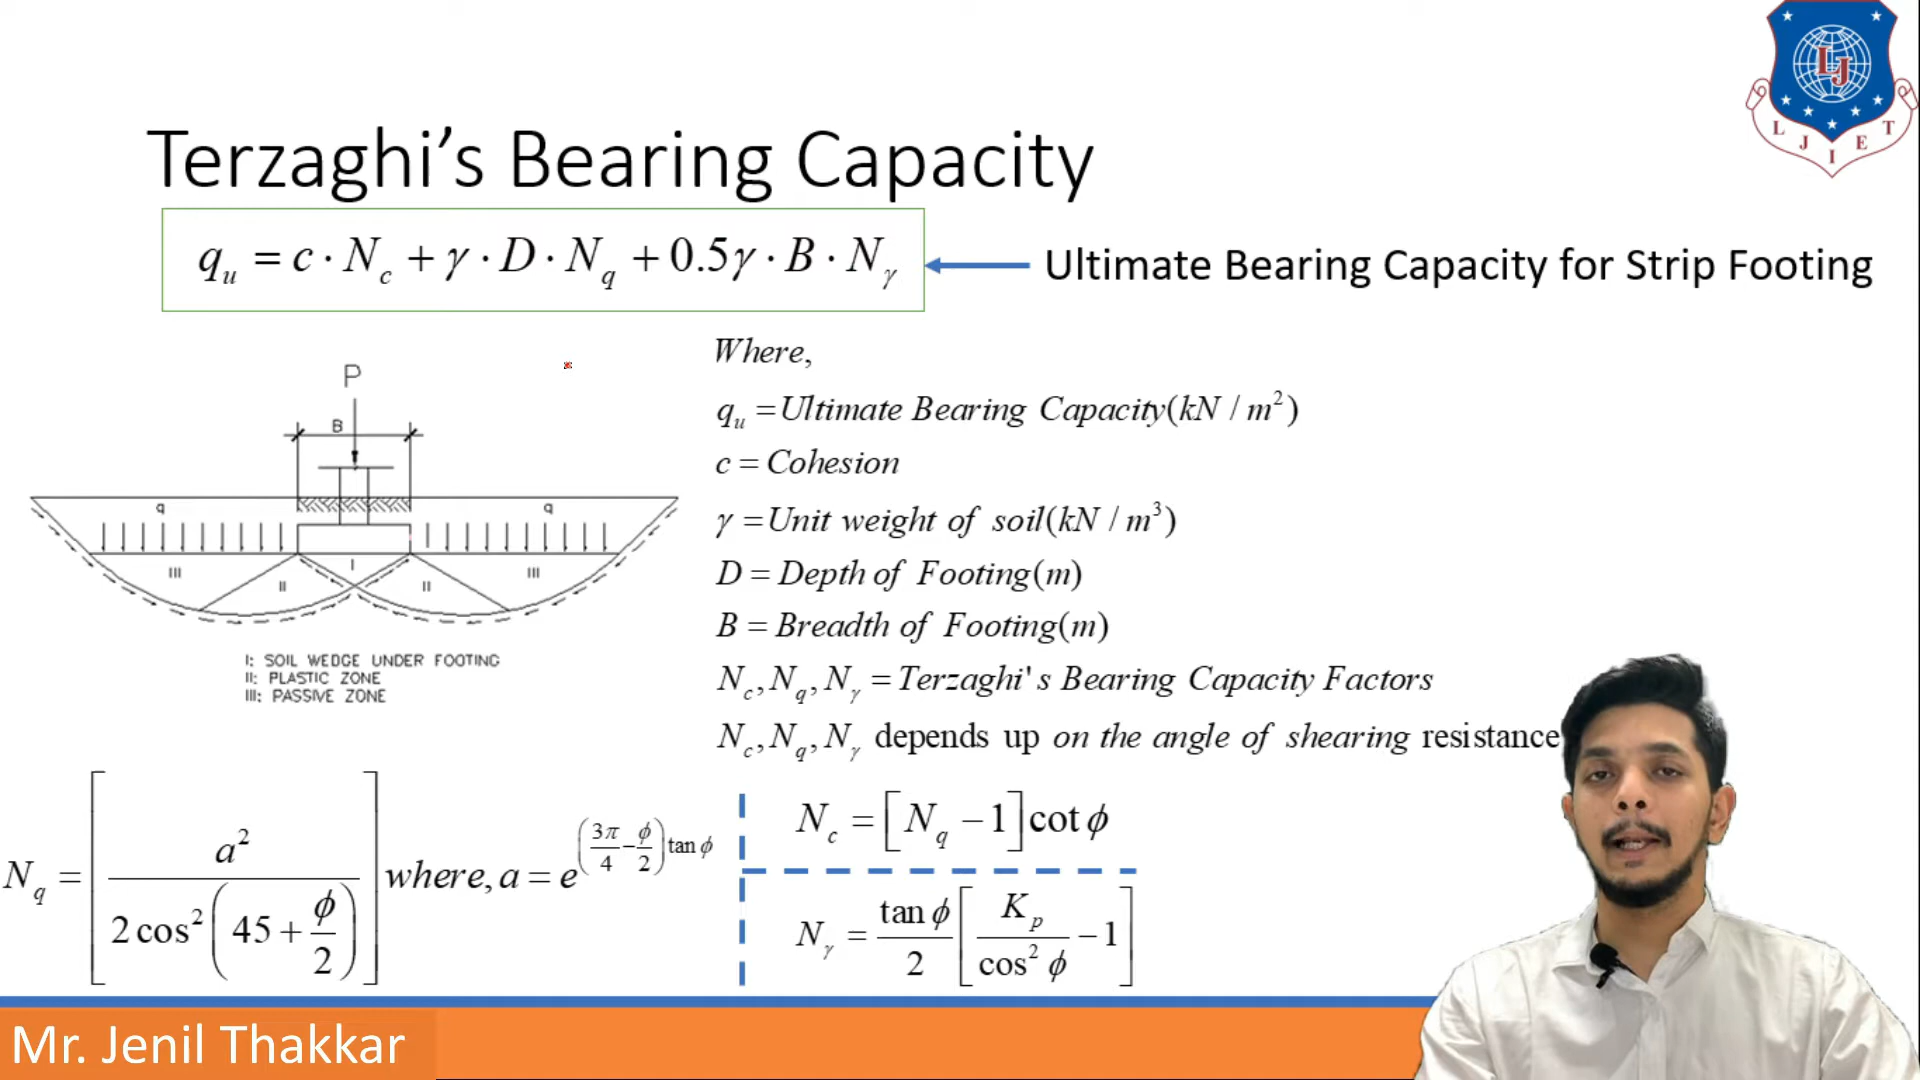 LJ
L J I E T
Terzaghi’s Bearing Capacity
q_u = c · N_c + γ · D · N_q + 0.5γ · B · N_γ
Ultimate Bearing Capacity for Strip Footing
P
B
q q
III II I II III
I: SOIL WEDGE UNDER FOOTING
II: PLASTIC ZONE
III: PASSIVE ZONE
Where,
q_u = Ultimate Bearing Capacity(kN / m²)
c = Cohesion
γ = Unit weight of soil(kN / m³)
D = Depth of Footing(m)
B = Breadth of Footing(m)
N_c, N_q, N_γ = Terzaghi's Bearing Capacity Factors
N_c, N_q, N_γ depends up on the angle of shearing resistance
N_q = [a² / (2 cos²(45 + ϕ/2))] where, a = e^((3π/4 − ϕ/2) tan ϕ)
N_c = [N_q − 1] cot ϕ
N_γ = (tan ϕ / 2) [K_p / cos² ϕ − 1]
Mr. Jenil Thakkar